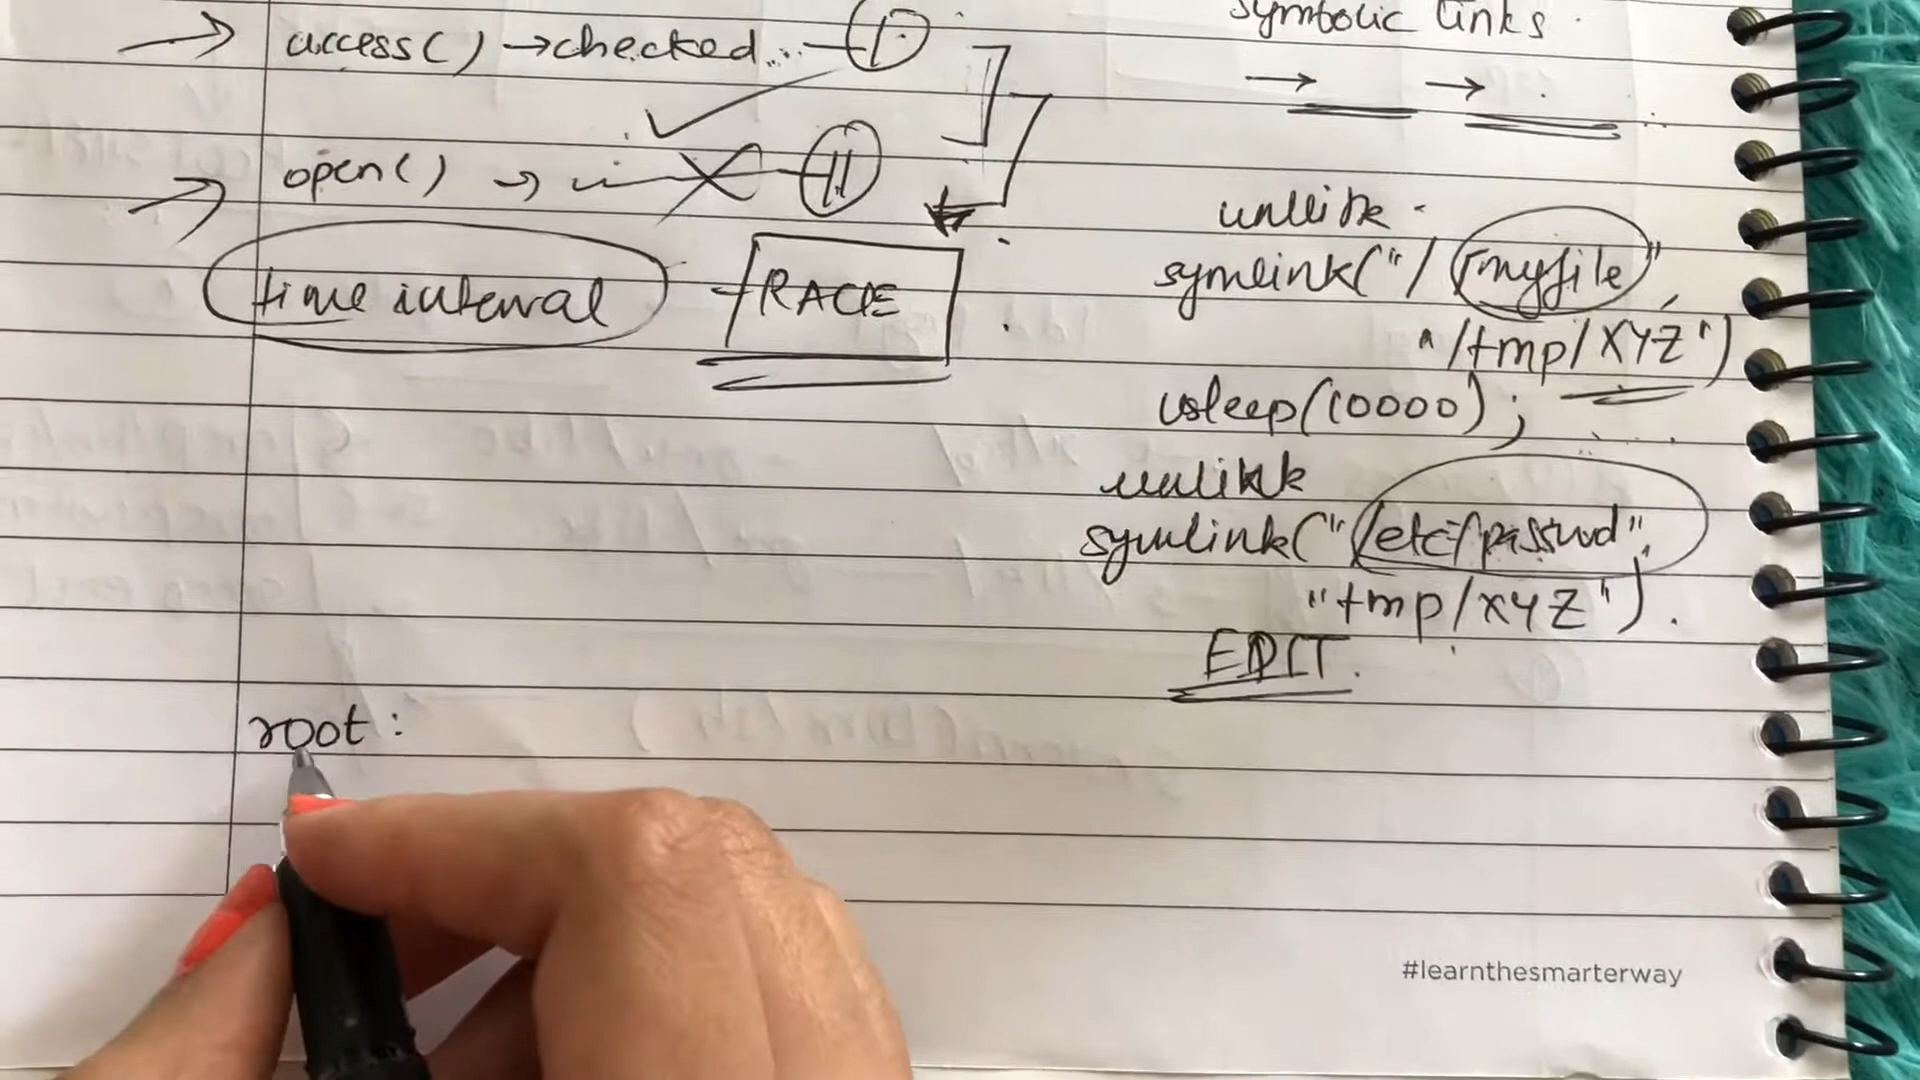 access() → checked...
I
open() →
II
time interval
RACE
symbolic links.
→ →
unlink.
symlink("/myfile",
"/tmp/XYZ")
usleep(10000);
unlink
symlink("/etc/passwd",
"tmp/XYZ").
EDIT.
root:
#learnthesmarterway